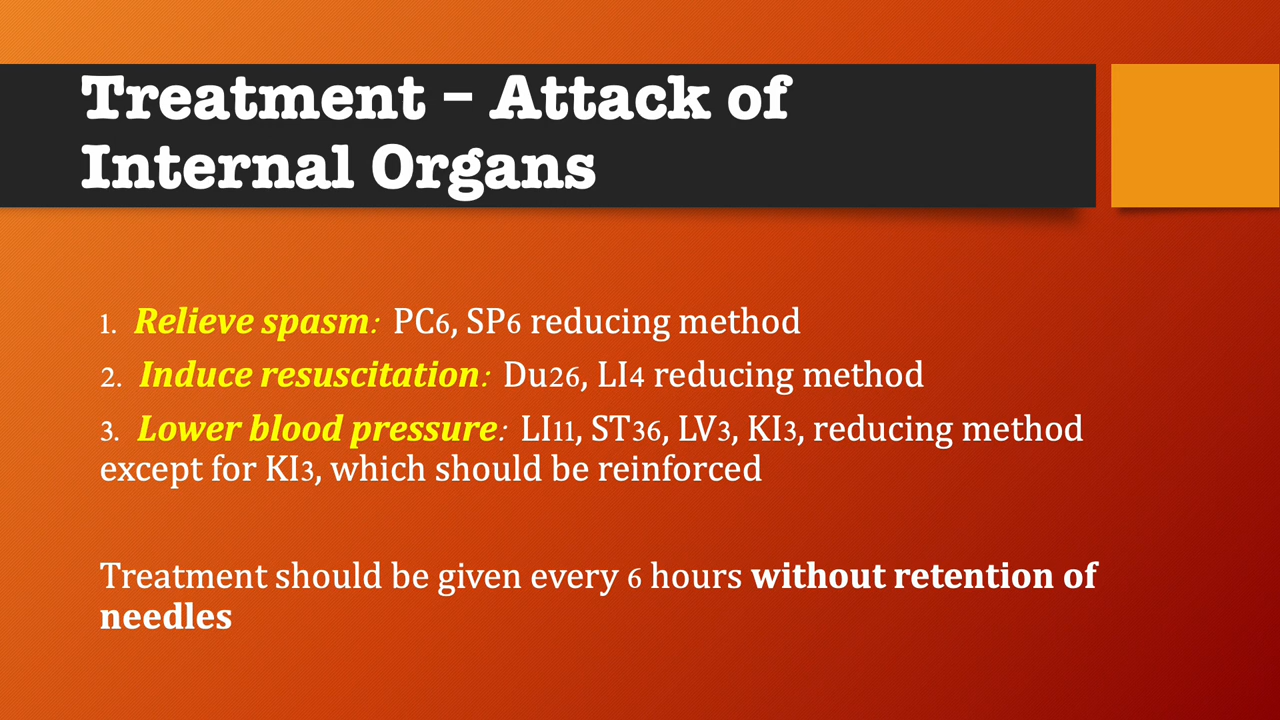 Treatment – Attack of
Internal Organs
1. Relieve spasm: PC6, SP6 reducing method
2. Induce resuscitation: Du26, LI4 reducing method
3. Lower blood pressure: LI11, ST36, LV3, KI3, reducing method
except for KI3, which should be reinforced
Treatment should be given every 6 hours without retention of
needles